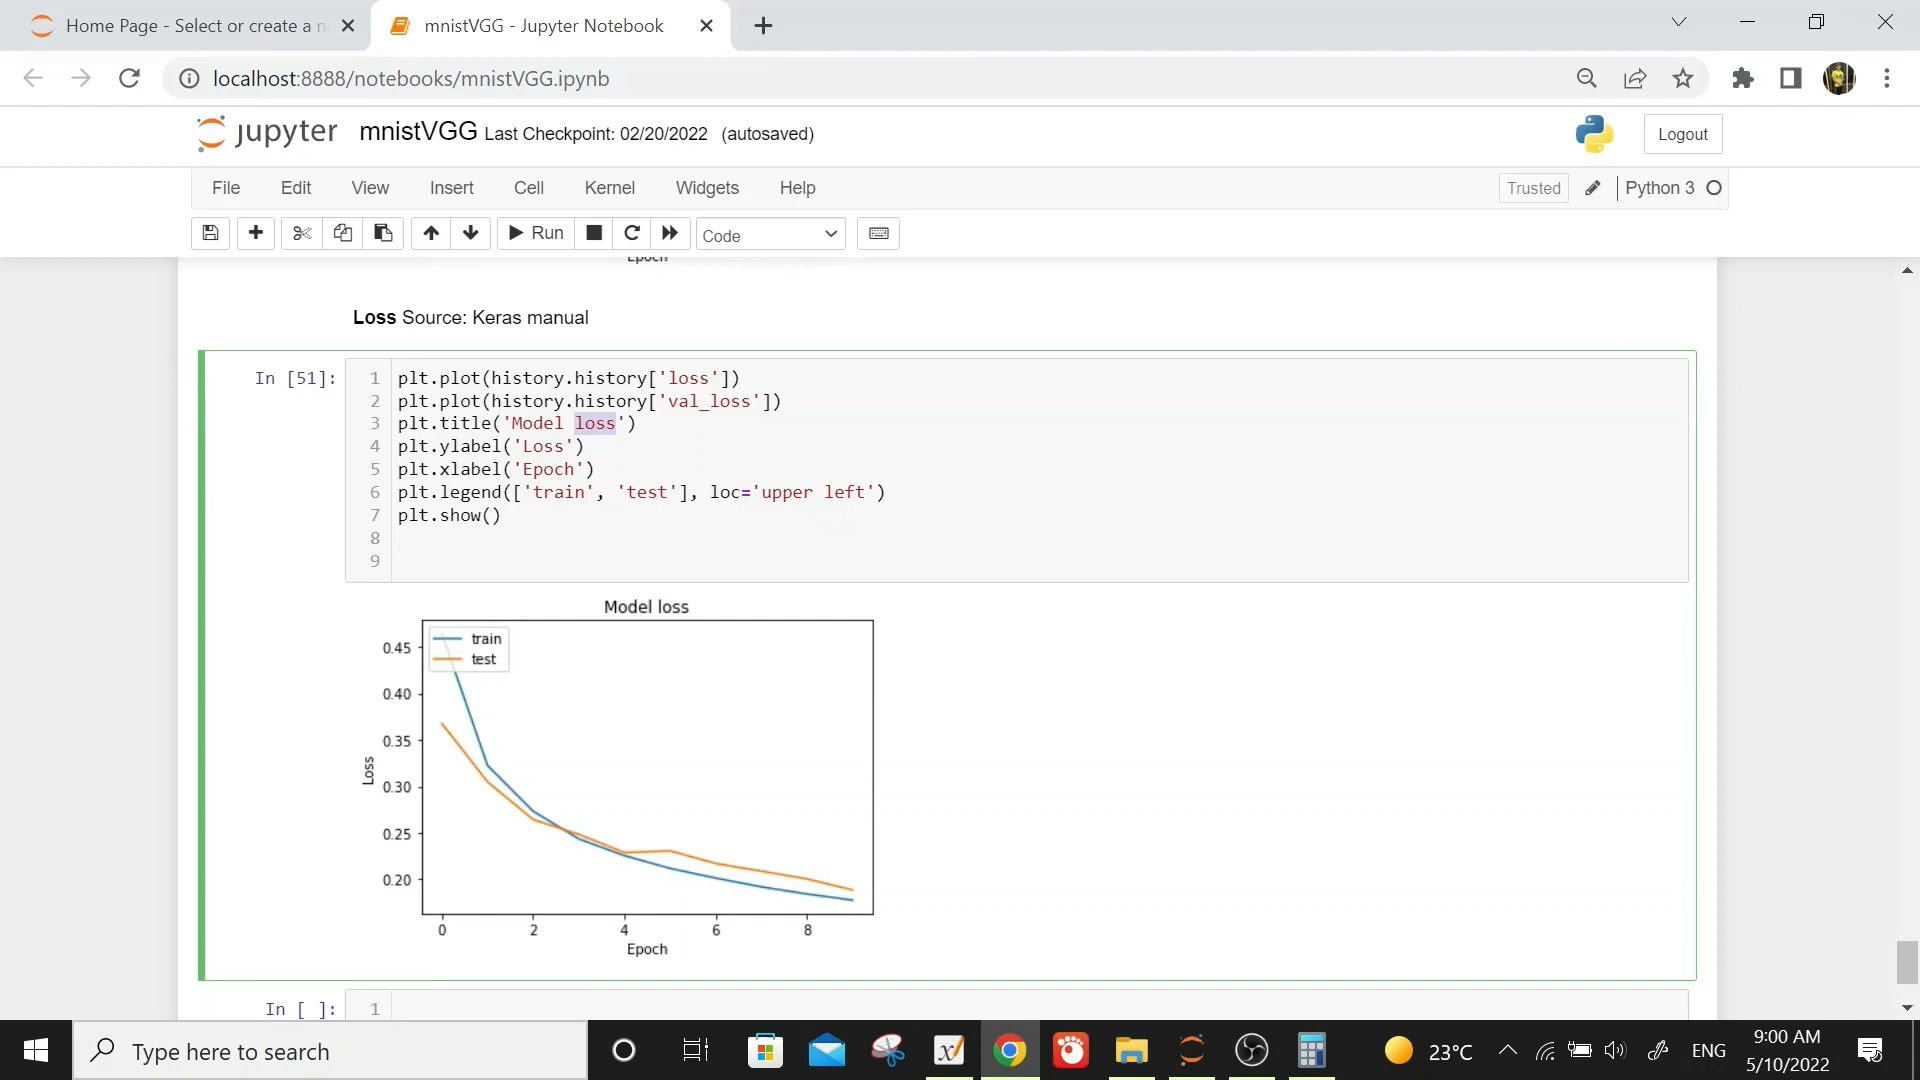 Home Page - Select or create a n
mnistVGG - Jupyter Notebook
localhost:8888/notebooks/mnistVGG.ipynb
jupyter mnistVGG Last Checkpoint: 02/20/2022 (autosaved)
Logout
File Edit View Insert Cell Kernel Widgets Help
Trusted Python 3
Run Code
Epoch
Loss Source: Keras manual
In [51]:
1 plt.plot(history.history['loss'])
2 plt.plot(history.history['val_loss'])
3 plt.title('Model loss')
4 plt.ylabel('Loss')
5 plt.xlabel('Epoch')
6 plt.legend(['train', 'test'], loc='upper left')
7 plt.show()
8
9
Model loss
train
test
0.45
0.40
0.35
0.30
0.25
0.20
Loss
0 2 4 6 8
Epoch
In [ ]: 1
Type here to search
23°C
ENG
9:00 AM
5/10/2022